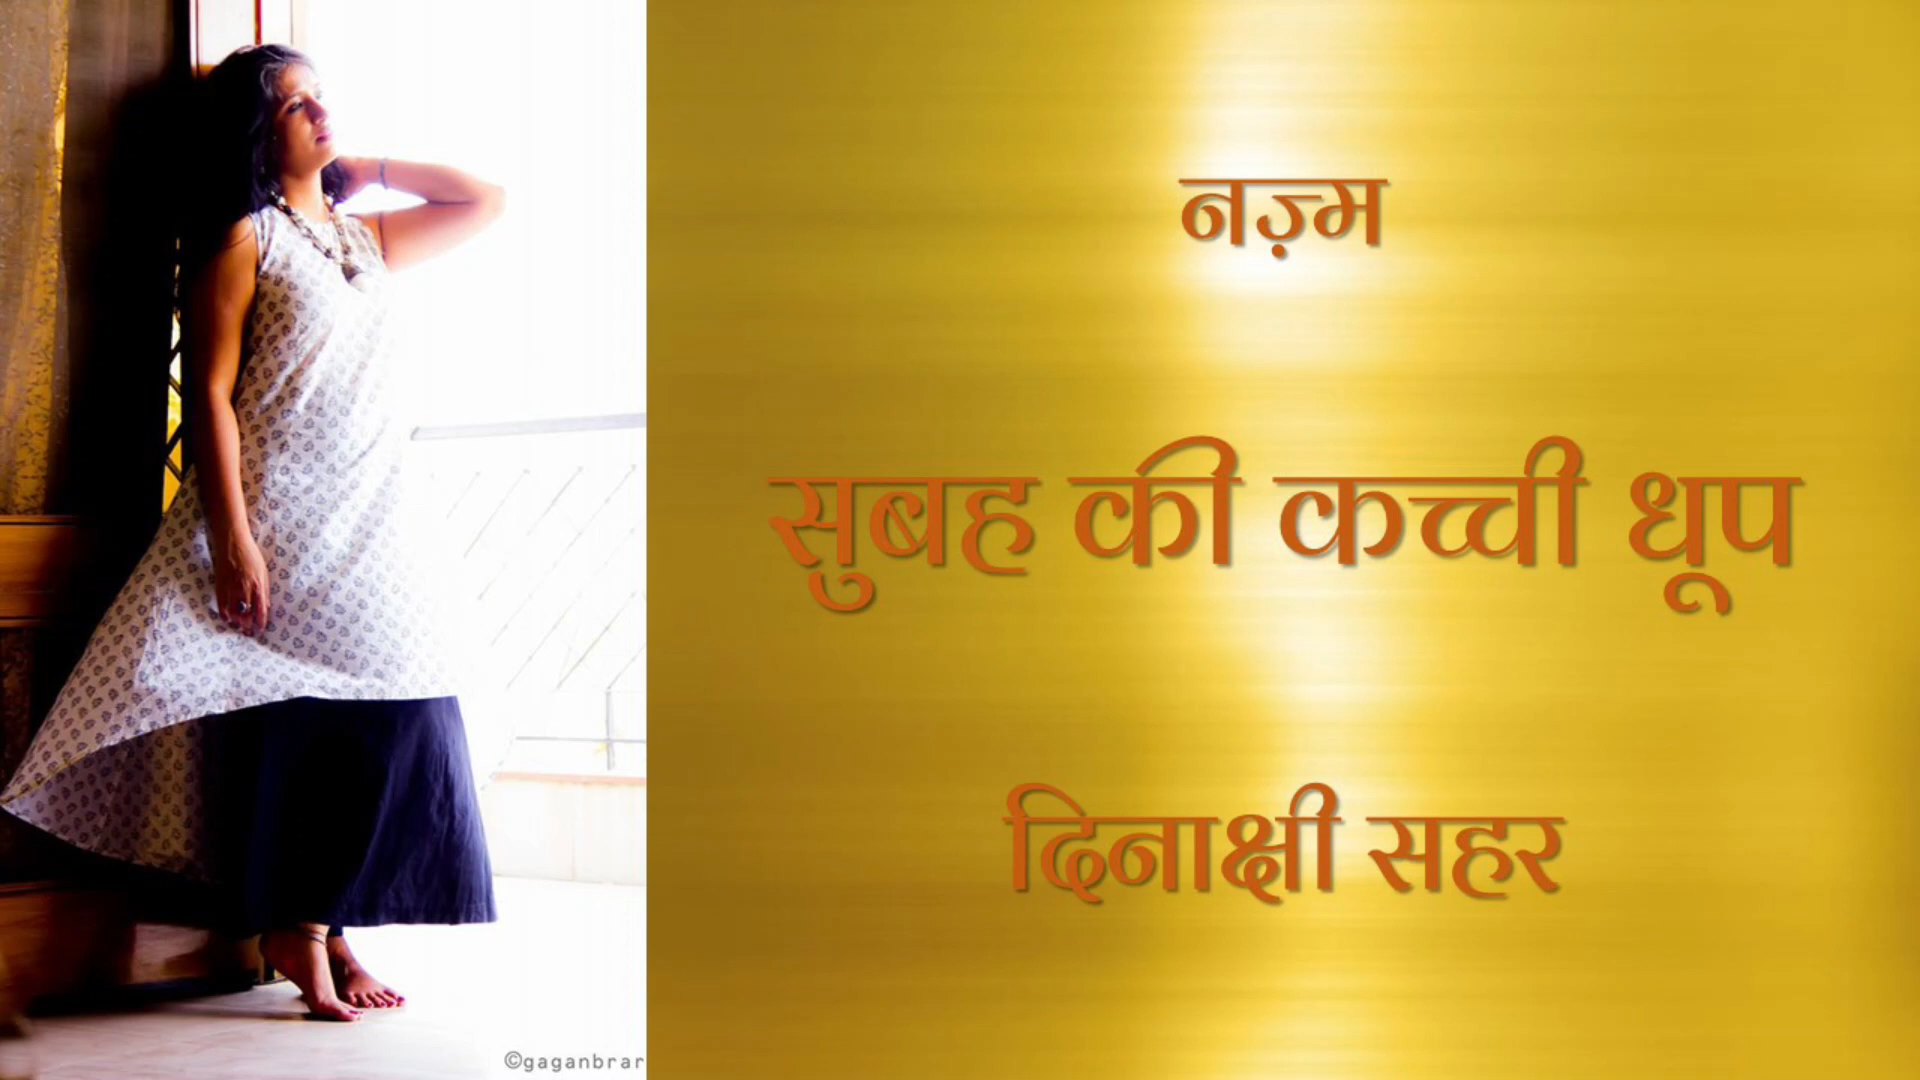 नज़्म
सुबह की कच्ची धूप
दिनाक्षी सहर
©gaganbrar